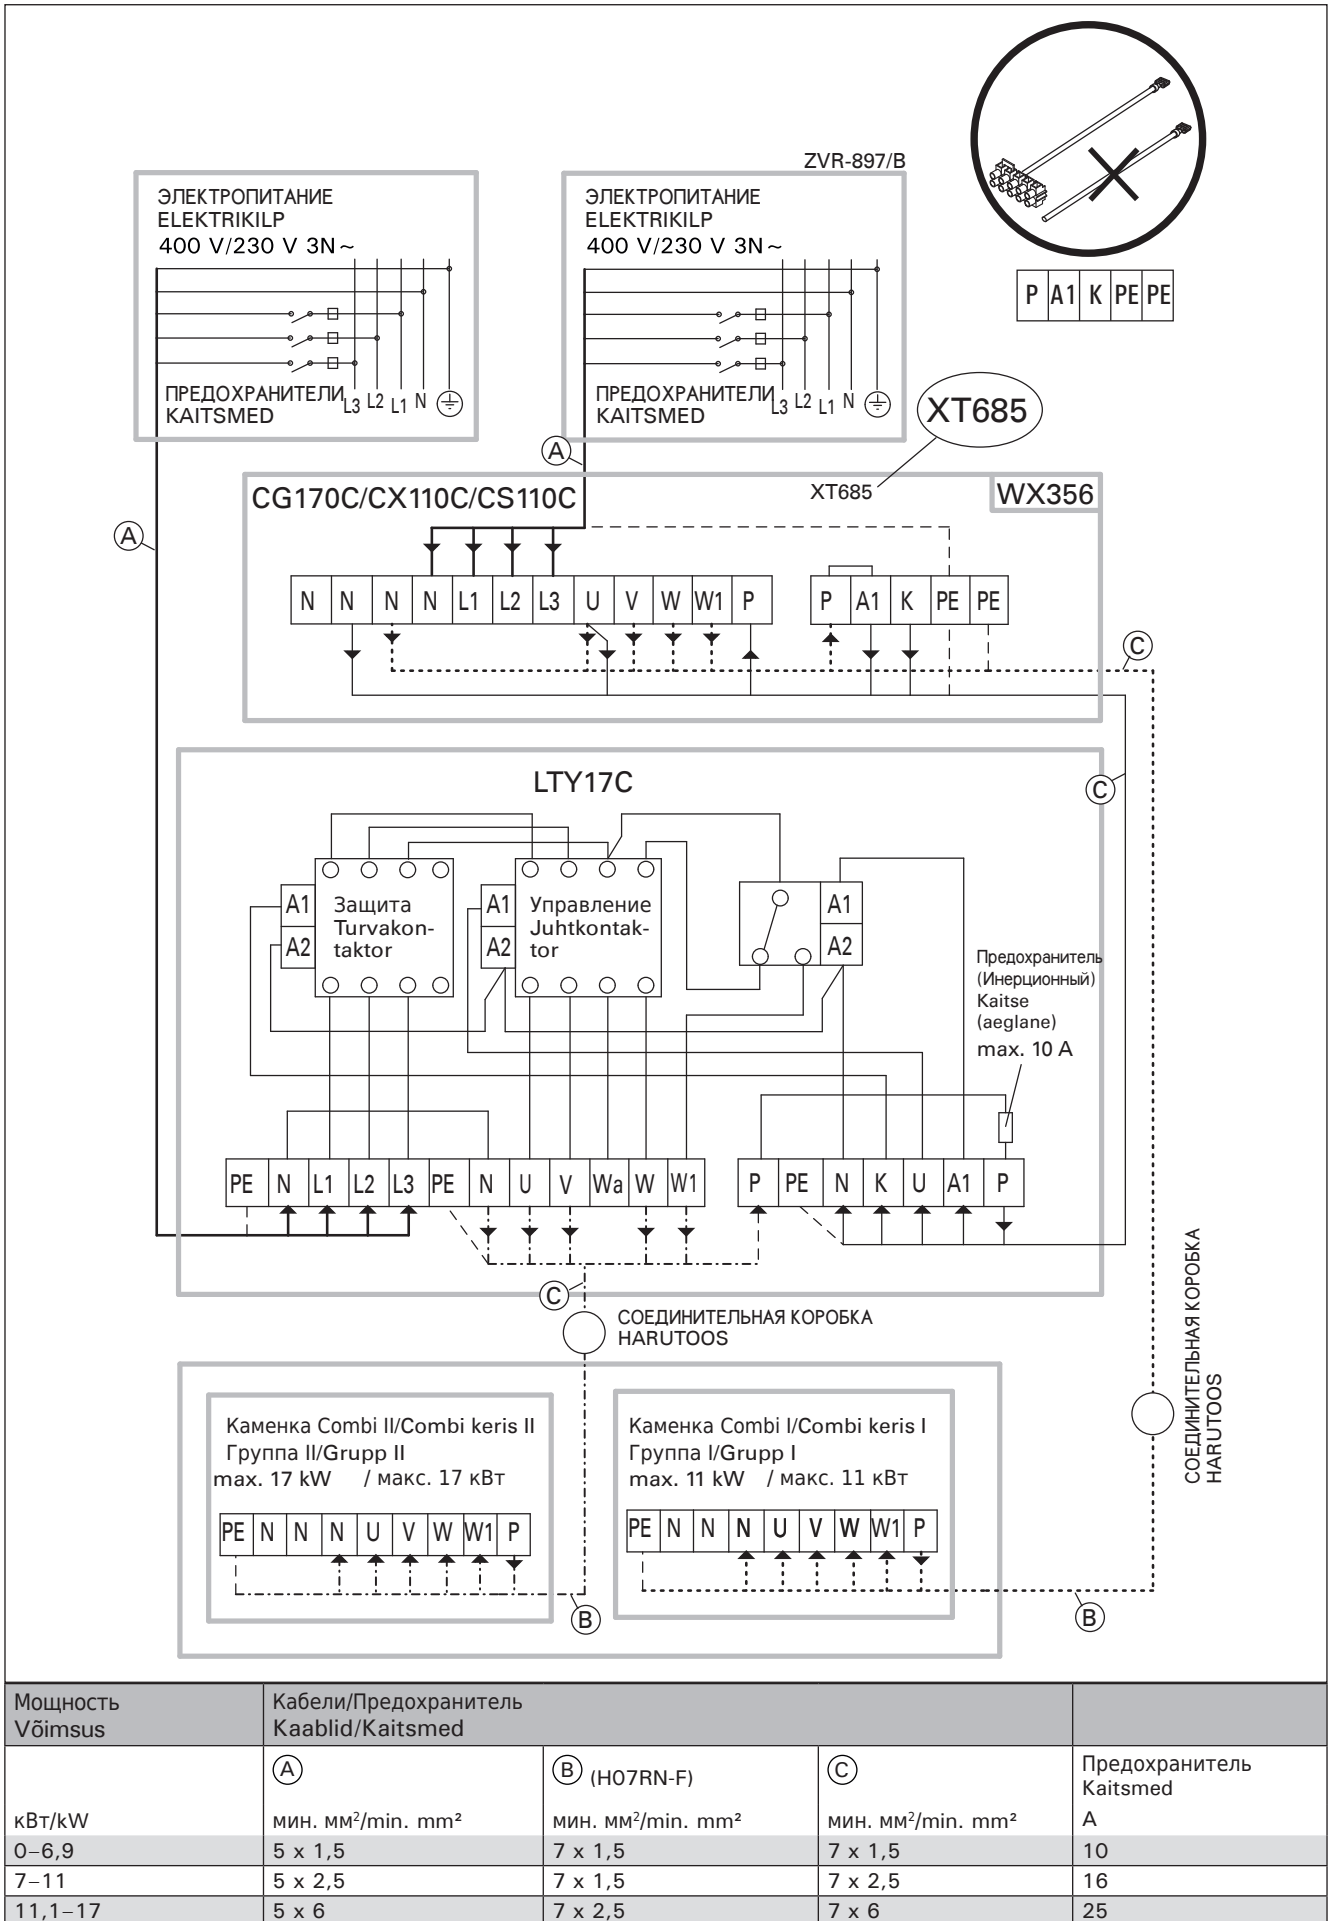 ZVR-897/B
ЭЛЕКТРОПИТАНИЕ
ELEKTRIKILP
400 V/230 V 3N~
ПРЕДОХРАНИТЕЛИ
KAITSMED
L3 L2 L1 N
ЭЛЕКТРОПИТАНИЕ
ELEKTRIKILP
400 V/230 V 3N~
ПРЕДОХРАНИТЕЛИ
KAITSMED
L3 L2 L1 N
P A1 K PE PE
XT685
A
A
CG170C/CX110C/CS110C
XT685
WX356
N N N N L1 L2 L3 U V W W1 P
P A1 K PE PE
C
LTY17C
C
A1
A2
Защита
Turvakon-
taktor
A1
A2
Управление
Juhtkontak-
tor
A1
A2
Предохранитель
(Инерционный)
Kaitse
(aeglane)
max. 10 A
PE N L1 L2 L3 PE N U V Wa W W1
P PE N K U A1 P
C
СОЕДИНИТЕЛЬНАЯ КОРОБКА
HARUTOOS
СОЕДИНИТЕЛЬНАЯ КОРОБКА
HARUTOOS
Каменка Combi II/Combi keris II
Группа II/Grupp II
max. 17 kW / макс. 17 кВт
PE N N N U V W W1 P
B
Каменка Combi I/Combi keris I
Группа I/Grupp I
max. 11 kW / макс. 11 кВт
PE N N N U V W W1 P
B
Мощность Кабели/Предохранитель
Võimsus Kaablid/Kaitsmed
A B (H07RN-F) C Предохранитель
Kaitsmed
кВт/kW мин. мм²/min. mm² мин. мм²/min. mm² мин. мм²/min. mm² A
0–6,9 5 x 1,5 7 x 1,5 7 x 1,5 10
7–11 5 x 2,5 7 x 1,5 7 x 2,5 16
11,1–17 5 x 6 7 x 2,5 7 x 6 25